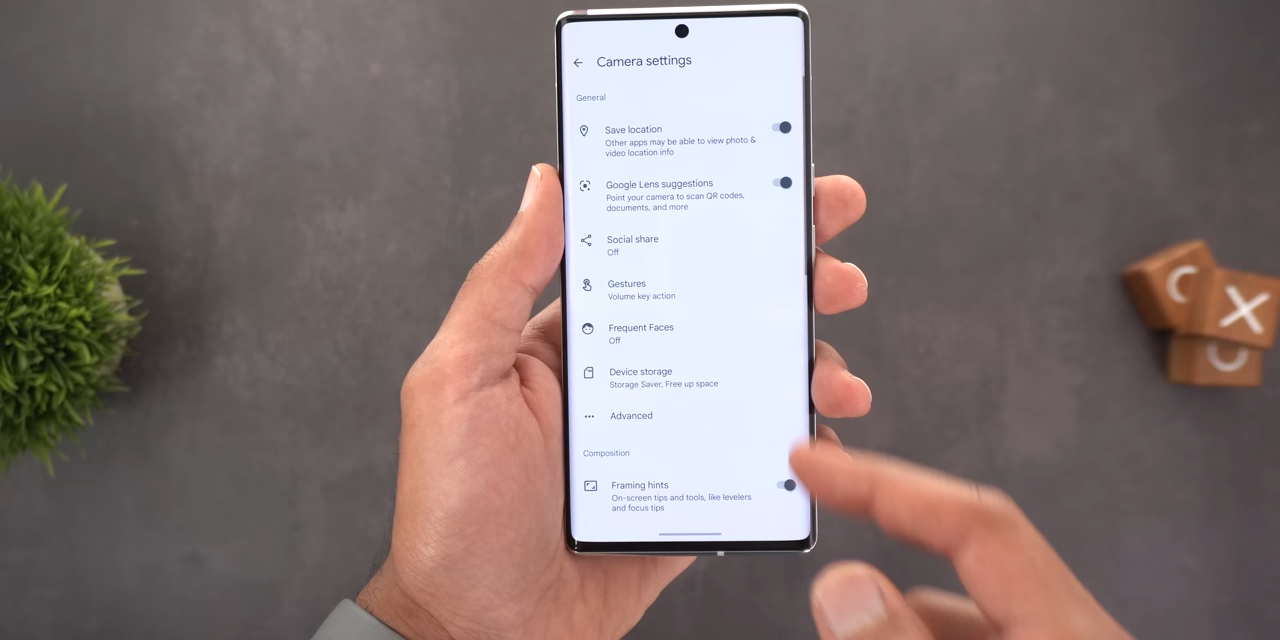 Camera settings
General
Save location
Other apps may be able to view photo &
video location info
Google Lens suggestions
Point your camera to scan QR codes,
documents, and more
Social share
Off
Gestures
Volume key action
Frequent Faces
Off
Device storage
Storage Saver, Free up space
Advanced
Composition
Framing hints
On-screen tips and tools, like levelers
and focus tips
X